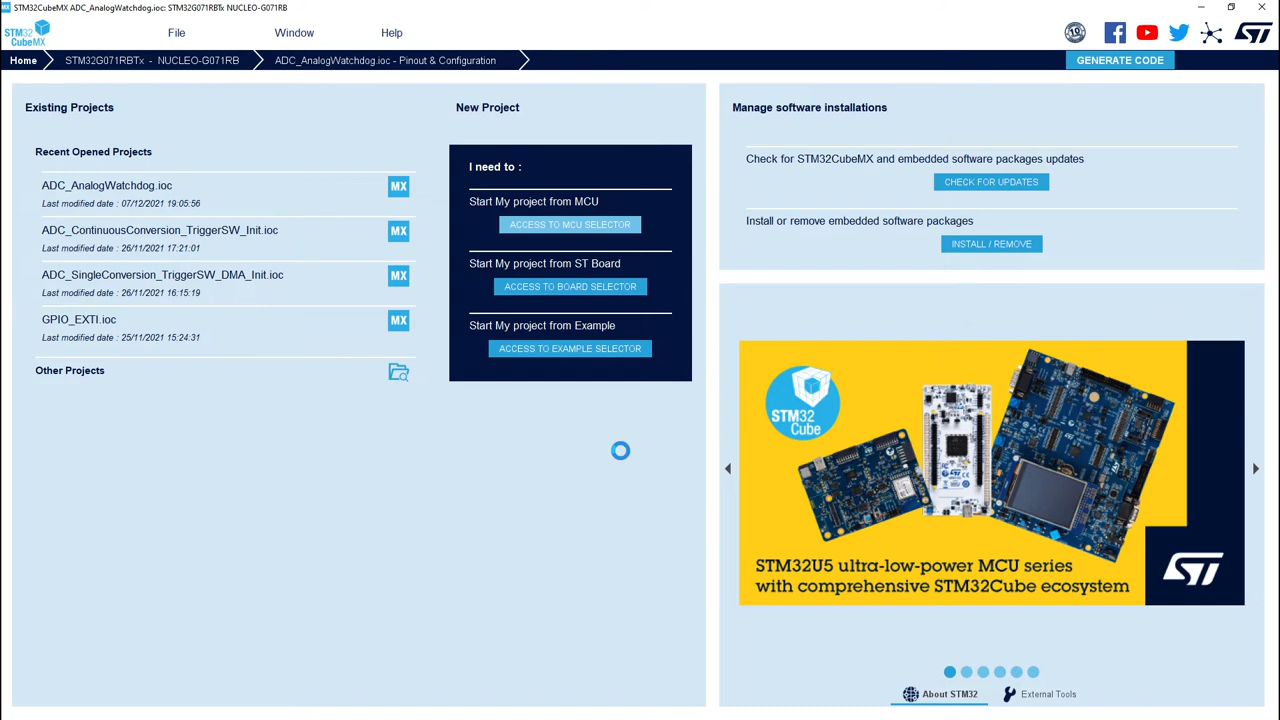 STM32CubeMX ADC_AnalogWatchdog.ioc: STM32G071RBTx NUCLEO-G071RB
STM32
CubeMX
File
Window
Help
Home
STM32G071RBTx - NUCLEO-G071RB
ADC_AnalogWatchdog.ioc - Pinout & Configuration
GENERATE CODE
Existing Projects
Recent Opened Projects
ADC_AnalogWatchdog.ioc
MX
Last modified date : 07/12/2021 19:05:56
ADC_ContinuousConversion_TriggerSW_Init.ioc
MX
Last modified date : 26/11/2021 17:21:01
ADC_SingleConversion_TriggerSW_DMA_Init.ioc
MX
Last modified date : 26/11/2021 16:15:19
GPIO_EXTI.ioc
MX
Last modified date : 25/11/2021 15:24:31
Other Projects
New Project
I need to :
Start My project from MCU
ACCESS TO MCU SELECTOR
Start My project from ST Board
ACCESS TO BOARD SELECTOR
Start My project from Example
ACCESS TO EXAMPLE SELECTOR
Manage software installations
Check for STM32CubeMX and embedded software packages updates
CHECK FOR UPDATES
Install or remove embedded software packages
INSTALL / REMOVE
STM32
Cube
STM32U5 ultra-low-power MCU series
with comprehensive STM32Cube ecosystem
ST
About STM32
External Tools